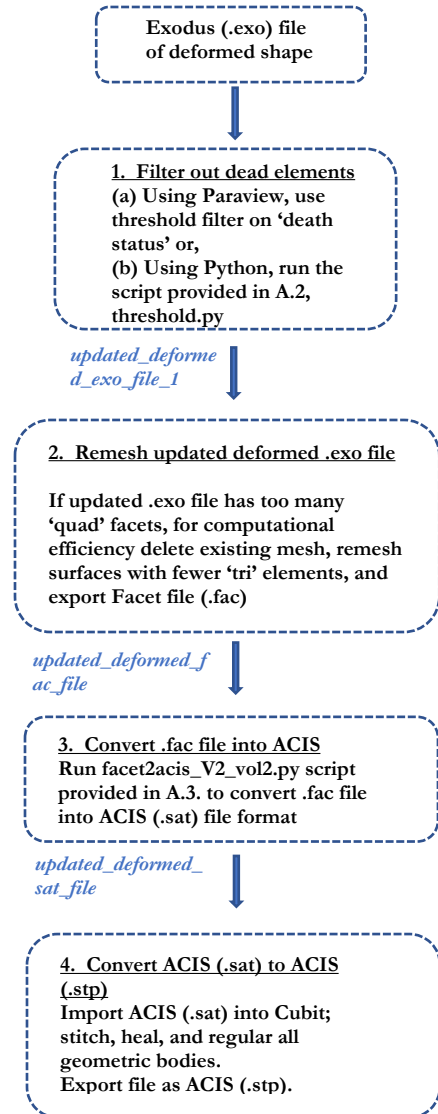 Exodus (.exo) file
of deformed shape
1. Filter out dead elements
(a) Using Paraview, use
threshold filter on ‘death
status’ or,
(b) Using Python, run the
script provided in A.2,
threshold.py
updated_deforme
d_exo_file_1
2. Remesh updated deformed .exo file
If updated .exo file has too many
‘quad’ facets, for computational
efficiency delete existing mesh, remesh
surfaces with fewer ‘tri’ elements, and
export Facet file (.fac)
updated_deformed_f
ac_file
3. Convert .fac file into ACIS
Run facet2acis_V2_vol2.py script
provided in A.3. to convert .fac file
into ACIS (.sat) file format
updated_deformed_
sat_file
4. Convert ACIS (.sat) to ACIS
(.stp)
Import ACIS (.sat) into Cubit;
stitch, heal, and regular all
geometric bodies.
Export file as ACIS (.stp).